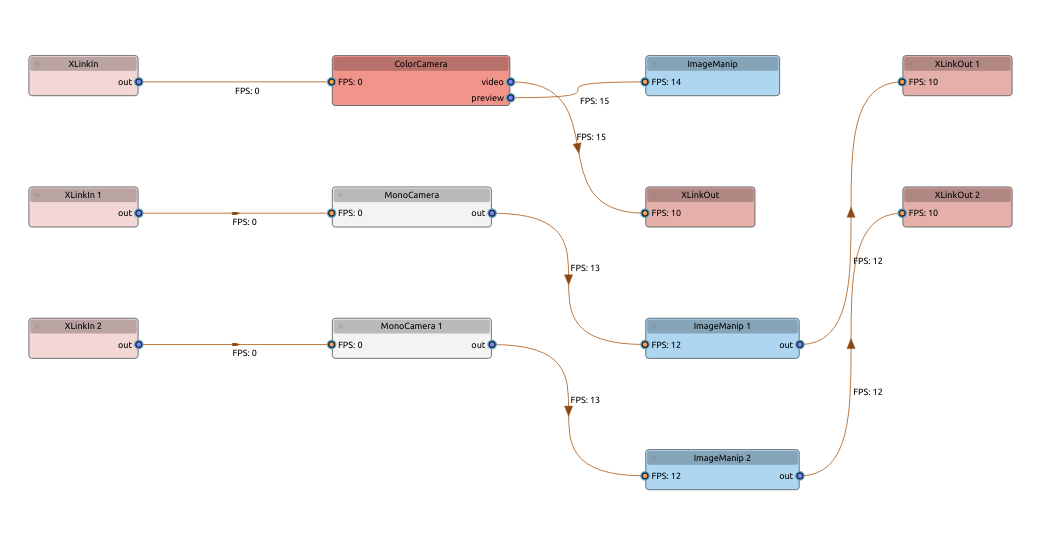 XLinkIn
out
FPS: 0
ColorCamera
FPS: 0
video
preview
FPS: 15
FPS: 15
ImageManip
FPS: 14
XLinkOut 1
FPS: 10
XLinkIn 1
out
FPS: 0
MonoCamera
FPS: 0
out
FPS: 13
XLinkOut
FPS: 10
XLinkOut 2
FPS: 10
FPS: 12
XLinkIn 2
out
FPS: 0
MonoCamera 1
FPS: 0
out
FPS: 13
ImageManip 1
FPS: 12
out
FPS: 12
ImageManip 2
FPS: 12
out